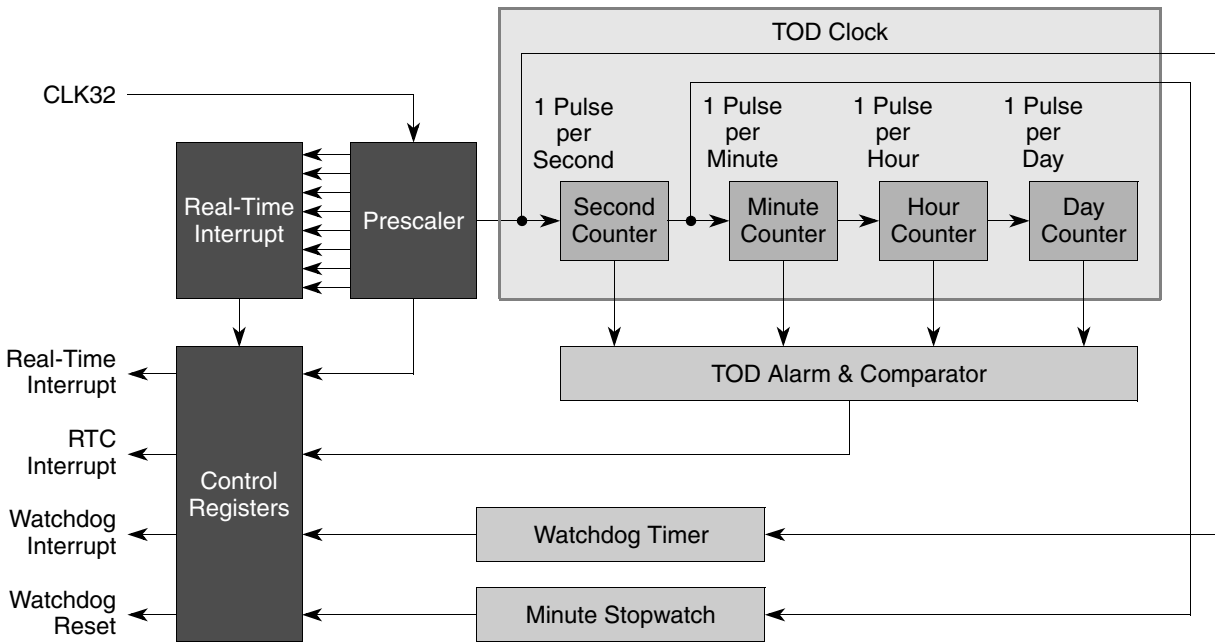 TOD Clock
CLK32
1 Pulse
per
Second
1 Pulse
per
Minute
1 Pulse
per
Hour
1 Pulse
per
Day
Real-Time
Interrupt
Prescaler
Second
Counter
Minute
Counter
Hour
Counter
Day
Counter
Real-Time
Interrupt
TOD Alarm & Comparator
RTC
Interrupt
Control
Registers
Watchdog
Interrupt
Watchdog Timer
Watchdog
Reset
Minute Stopwatch